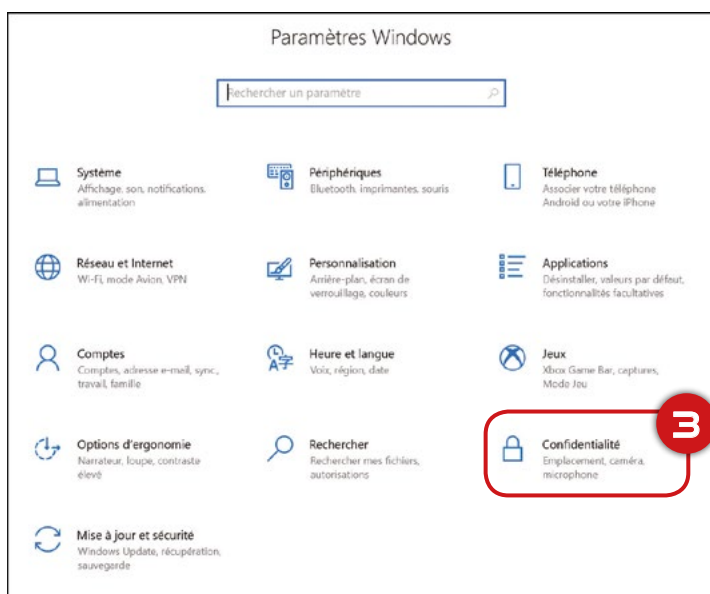 Paramètres Windows
Rechercher un paramètre
Système
Affichage, son, notifications,
alimentation
Périphériques
Bluetooth, imprimantes, souris
Téléphone
Associer votre téléphone
Android ou votre iPhone
Réseau et Internet
Wi-Fi, mode Avion, VPN
Personnalisation
Arrière-plan, écran de
verrouillage, couleurs
Applications
Désinstaller, valeurs par défaut,
fonctionnalités facultatives
Comptes
Comptes, adresse e-mail, sync.,
travail, famille
Heure et langue
Voix, région, date
Jeux
Xbox Game Bar, captures,
Mode Jeu
3
Options d'ergonomie
Narrateur, loupe, contraste
élevé
Rechercher
Rechercher mes fichiers,
autorisations
Confidentialité
Emplacement, caméra,
microphone
Mise à jour et sécurité
Windows Update, récupération,
sauvegarde